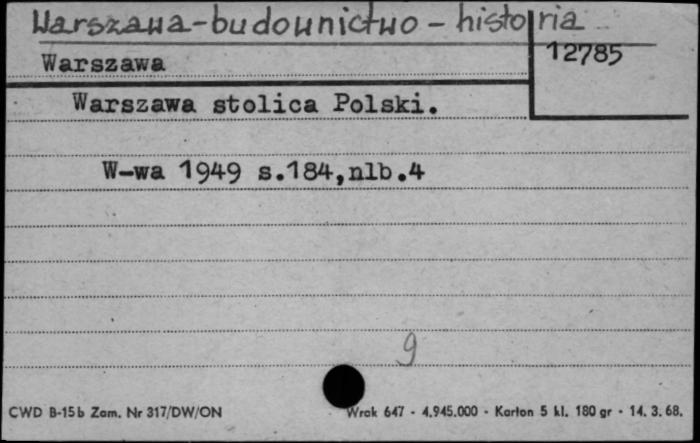 Warszawa-budownictwo - historia
12785
Warszawa
Warszawa stolica Polski.
W-wa 1949 s.184,nlb.4
9
CWD B-15b Zam. Nr 317/DW/ON
Wrak 647 - 4.945.000 - Karton 5 kl. 180 gr - 14. 3. 68.